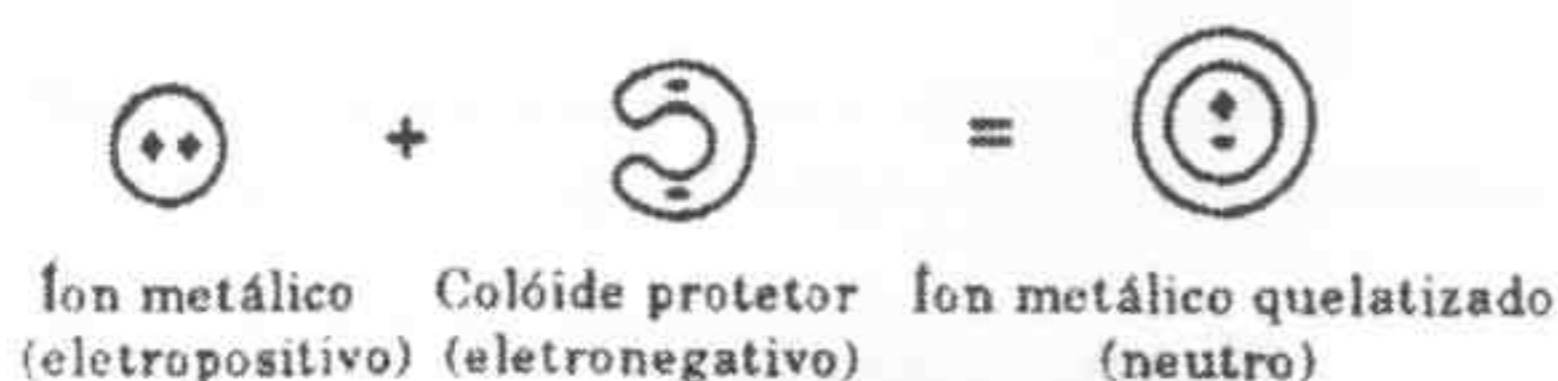 + =
Íon metálico Colóide protetor Íon metálico quelatizado
(eletropositivo) (eletronegativo) (neutro)